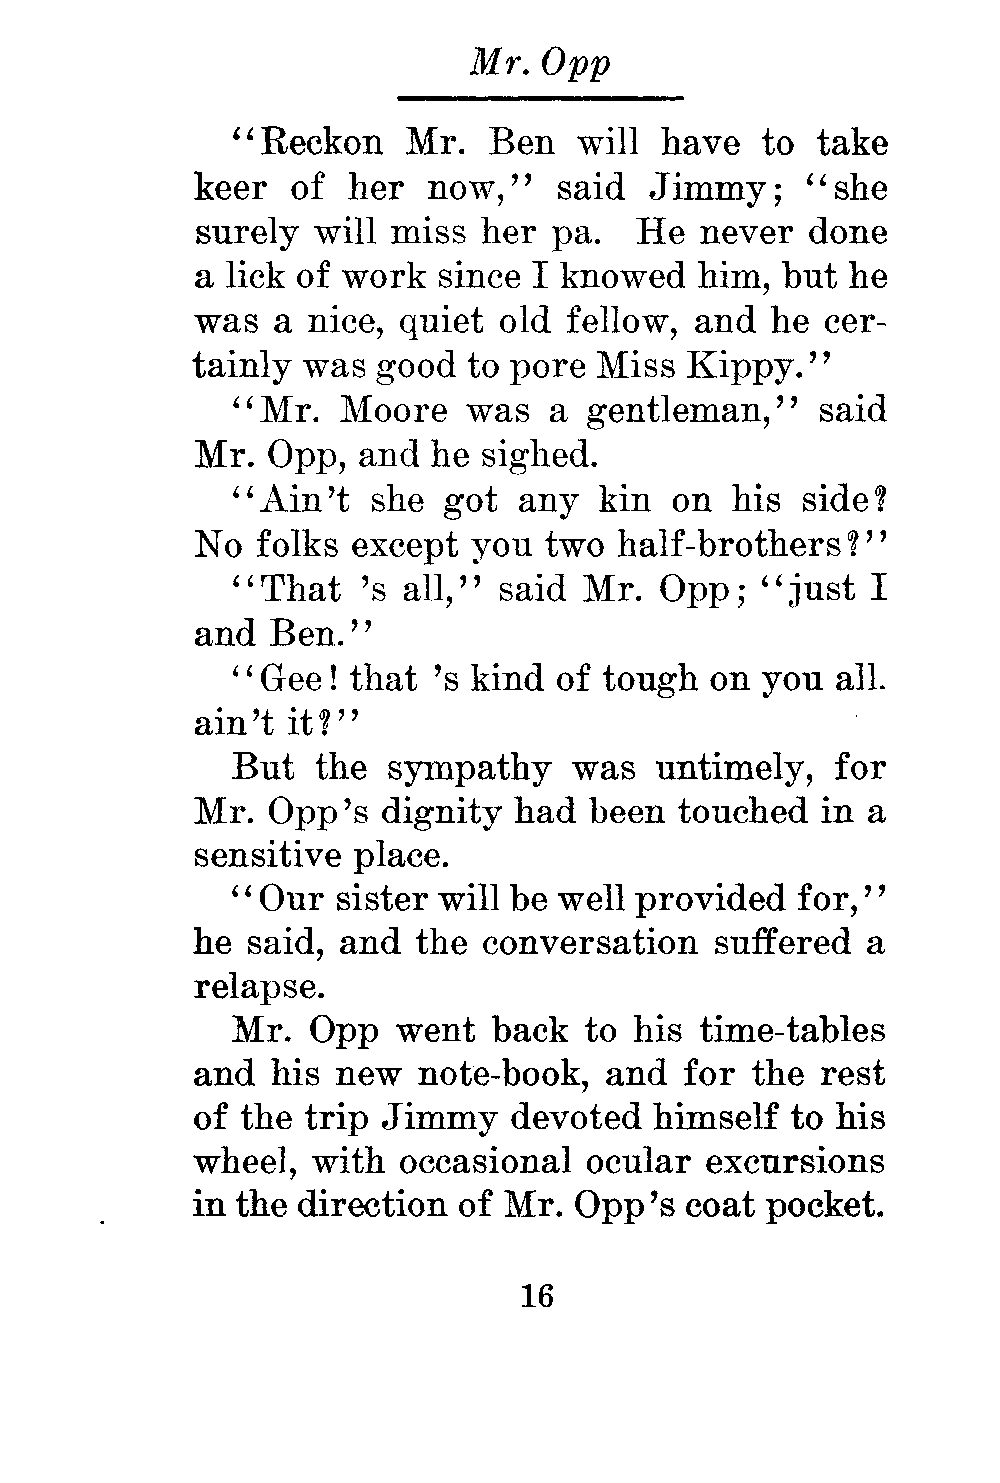 Mr. Opp
"Reckon Mr. Ben will have to take
keer of her now," said Jimmy; "she
surely will miss her pa. He never done
a lick of work since I knowed him, but he
was a nice, quiet old fellow, and he cer-
tainly was good to pore Miss Kippy."
"Mr. Moore was a gentleman," said
Mr. Opp, and he sighed.
"Ain't she got any kin on his side?
No folks except you two half-brothers?"
"That 's all," said Mr. Opp; "just I
and Ben."
"Gee! that 's kind of tough on you all.
ain't it?"
But the sympathy was untimely, for
Mr. Opp's dignity had been touched in a
sensitive place.
"Our sister will be well provided for,"
he said, and the conversation suffered a
relapse.
Mr. Opp went back to his time-tables
and his new note-book, and for the rest
of the trip Jimmy devoted himself to his
wheel, with occasional ocular excursions
in the direction of Mr. Opp's coat pocket.
16